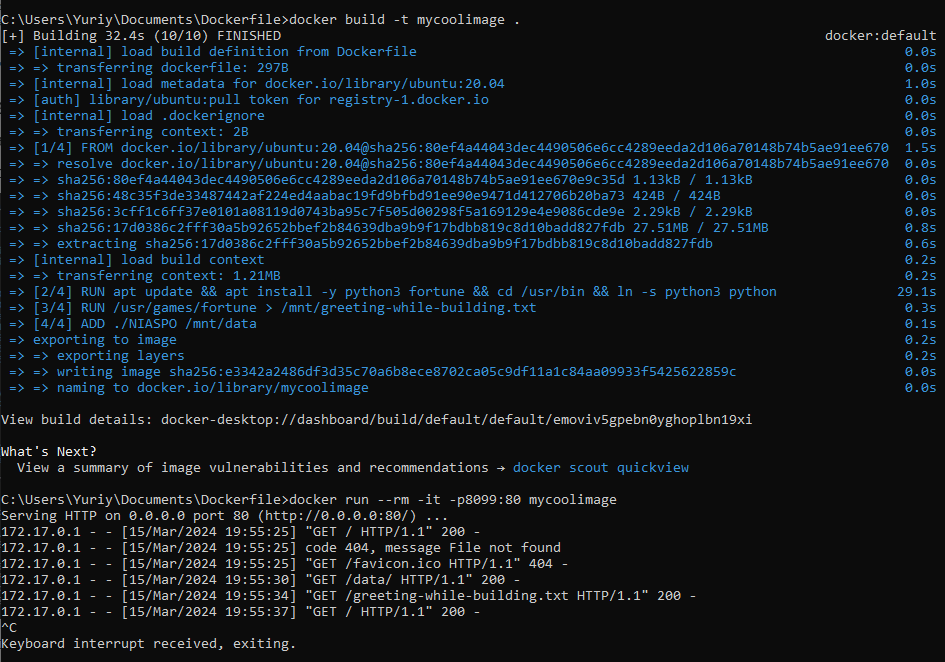 C:\Users\Yuriy\Documents\Dockerfile>docker build -t mycoolimage .
[+] Building 32.4s (10/10) FINISHED docker:default
=> [internal] load build definition from Dockerfile 0.0s
=> => transferring dockerfile: 297B 0.0s
=> [internal] load metadata for docker.io/library/ubuntu:20.04 1.0s
=> [auth] library/ubuntu:pull token for registry-1.docker.io 0.0s
=> [internal] load .dockerignore 0.0s
=> => transferring context: 2B 0.0s
=> [1/4] FROM docker.io/library/ubuntu:20.04@sha256:80ef4a44043dec4490506e6cc4289eeda2d106a70148b74b5ae91ee670 1.5s
=> => resolve docker.io/library/ubuntu:20.04@sha256:80ef4a44043dec4490506e6cc4289eeda2d106a70148b74b5ae91ee670 0.0s
=> => sha256:80ef4a44043dec4490506e6cc4289eeda2d106a70148b74b5ae91ee670e9c35d 1.13kB / 1.13kB 0.0s
=> => sha256:48c35f3de33487442af224ed4aabac19fd9bfbd91ee90e9471d412706b20ba73 424B / 424B 0.0s
=> => sha256:3cff1c6ff37e0101a08119d0743ba95c7f505d00298f5a169129e4e9086cde9e 2.29kB / 2.29kB 0.0s
=> => sha256:17d0386c2fff30a5b92652bbef2b84639dba9b9f17bdbb819c8d10badd827fdb 27.51MB / 27.51MB 0.8s
=> => extracting sha256:17d0386c2fff30a5b92652bbef2b84639dba9b9f17bdbb819c8d10badd827fdb 0.6s
=> [internal] load build context 0.2s
=> => transferring context: 1.21MB 0.2s
=> [2/4] RUN apt update && apt install -y python3 fortune && cd /usr/bin && ln -s python3 python 29.1s
=> [3/4] RUN /usr/games/fortune > /mnt/greeting-while-building.txt 0.3s
=> [4/4] ADD ./NIASPO /mnt/data 0.1s
=> exporting to image 0.2s
=> => exporting layers 0.2s
=> => writing image sha256:e3342a2486df3d35c70a6b8ece8702ca05c9df11a1c84aa09933f5425622859c 0.0s
=> => naming to docker.io/library/mycoolimage 0.0s
View build details: docker-desktop://dashboard/build/default/default/emoviv5gpebn0yghoplbn19xi
What's Next?
View a summary of image vulnerabilities and recommendations → docker scout quickview
C:\Users\Yuriy\Documents\Dockerfile>docker run --rm -it -p8099:80 mycoolimage
Serving HTTP on 0.0.0.0 port 80 (http://0.0.0.0:80/) ...
172.17.0.1 - - [15/Mar/2024 19:55:25] "GET / HTTP/1.1" 200 -
172.17.0.1 - - [15/Mar/2024 19:55:25] code 404, message File not found
172.17.0.1 - - [15/Mar/2024 19:55:25] "GET /favicon.ico HTTP/1.1" 404 -
172.17.0.1 - - [15/Mar/2024 19:55:30] "GET /data/ HTTP/1.1" 200 -
172.17.0.1 - - [15/Mar/2024 19:55:34] "GET /greeting-while-building.txt HTTP/1.1" 200 -
172.17.0.1 - - [15/Mar/2024 19:55:37] "GET / HTTP/1.1" 200 -
^C
Keyboard interrupt received, exiting.